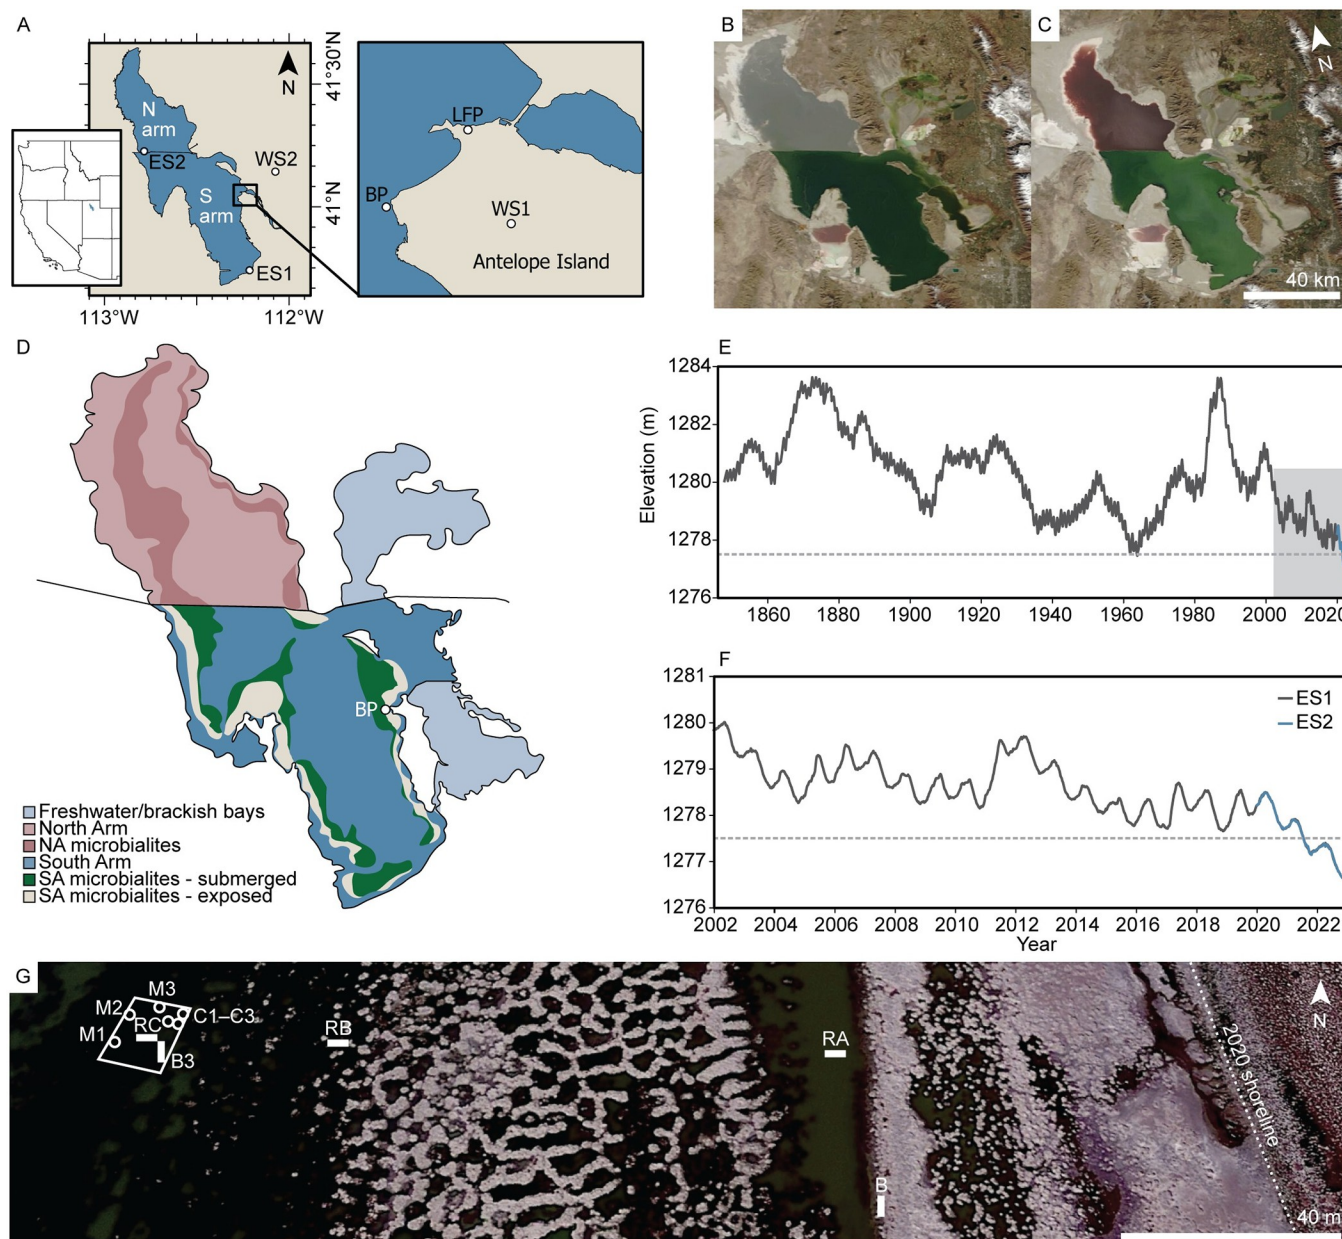 A
N
N
arm
ES2
WS2
S
arm
ES1
41°30'N
41°N
113°W
112°W
LFP
BP
WS1
Antelope Island
B
C
N
40 km
D
BP
Freshwater/brackish bays
North Arm
NA microbialites
South Arm
SA microbialites - submerged
SA microbialites - exposed
E
Elevation (m)
1284
1282
1280
1278
1276
1860
1880
1900
1920
1940
1960
1980
2000
2020
F
1281
1280
1279
1278
1277
1276
ES1
ES2
2002
2004
2006
2008
2010
2012
2014
2016
2018
2020
2022
Year
G
M3
M2
C1–C3
RC
M1
B3
RB
RA
B
2020 shoreline
N
40 m